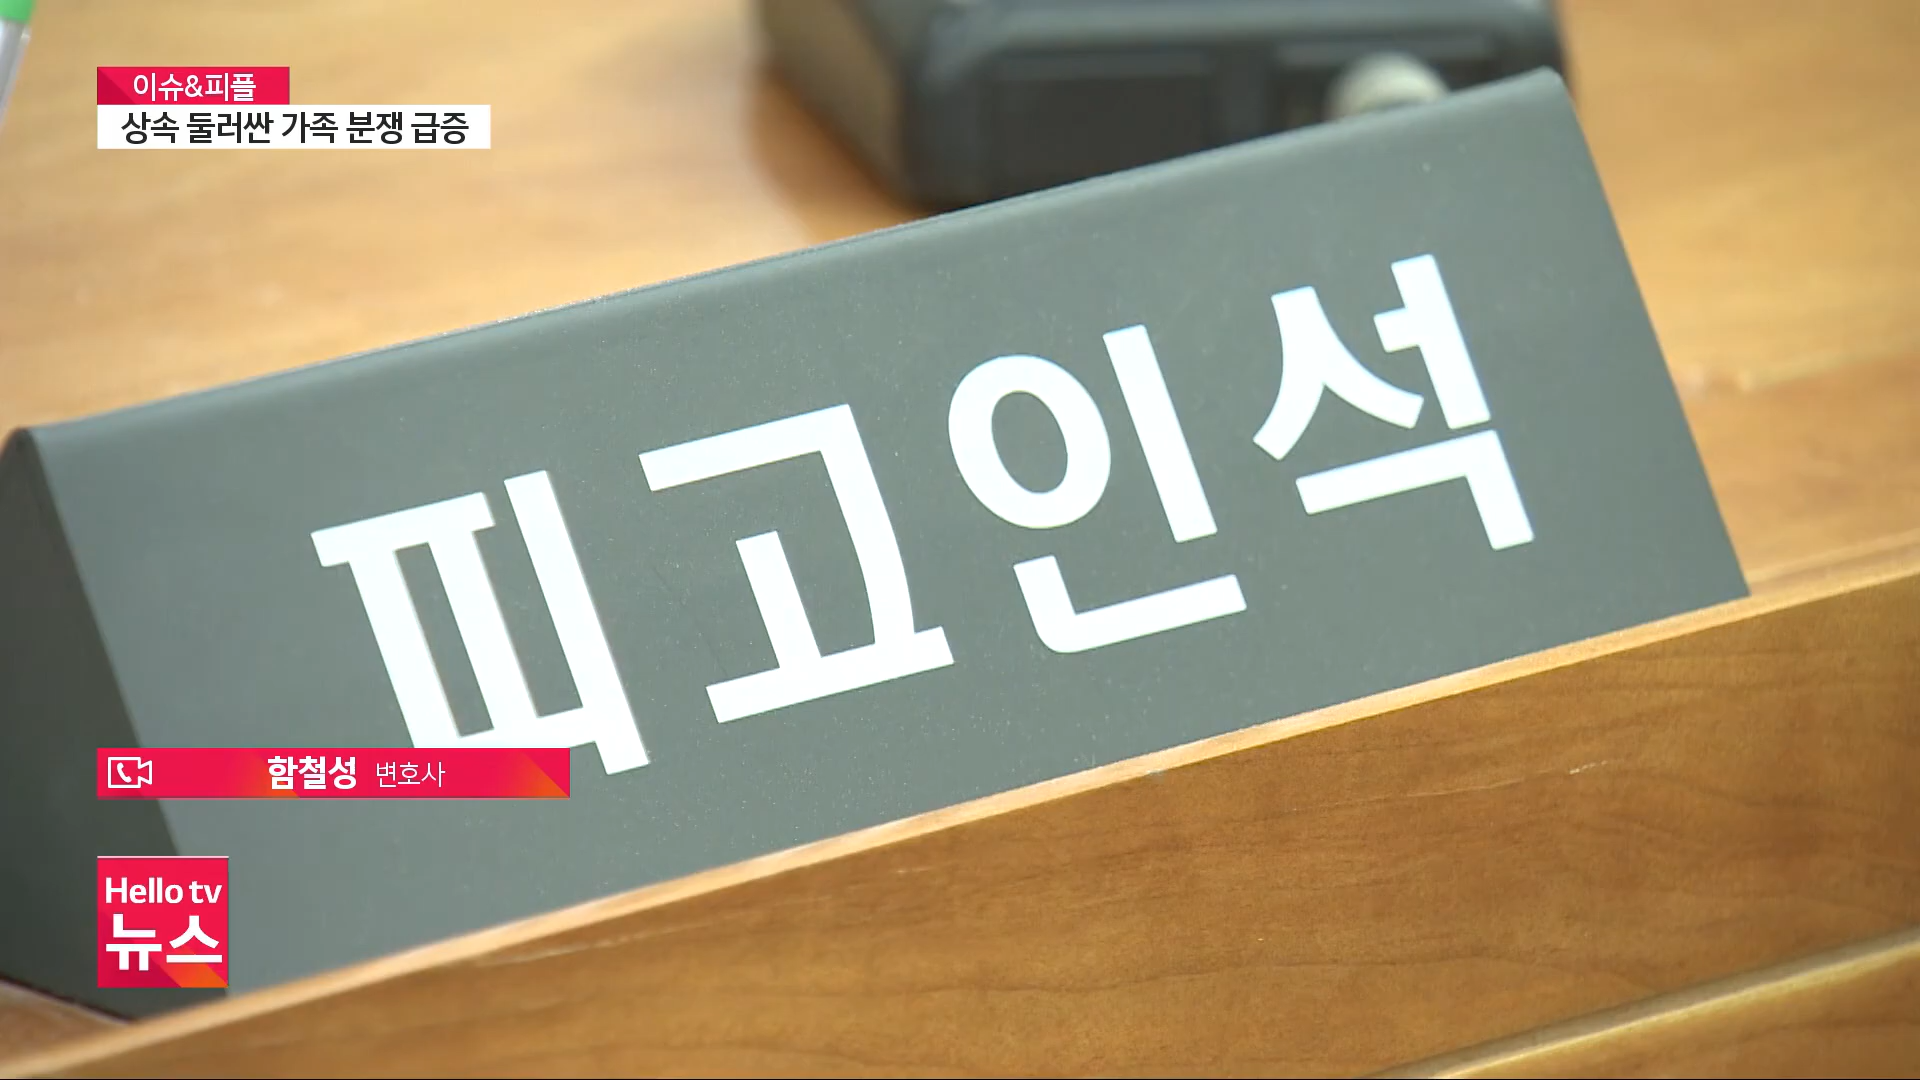 이슈&피플
상속 둘러싼 가족 분쟁 급증
피고인석
함철성 변호사
Hello tv
뉴스